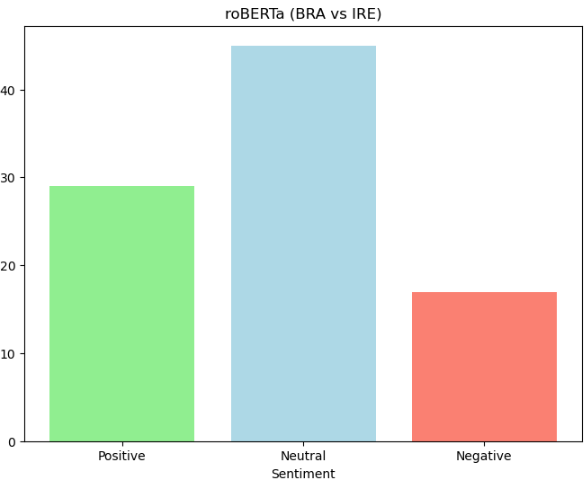 roBERTa (BRA vs IRE)
40
30
20
10
0
Positive
Neutral
Negative
Sentiment